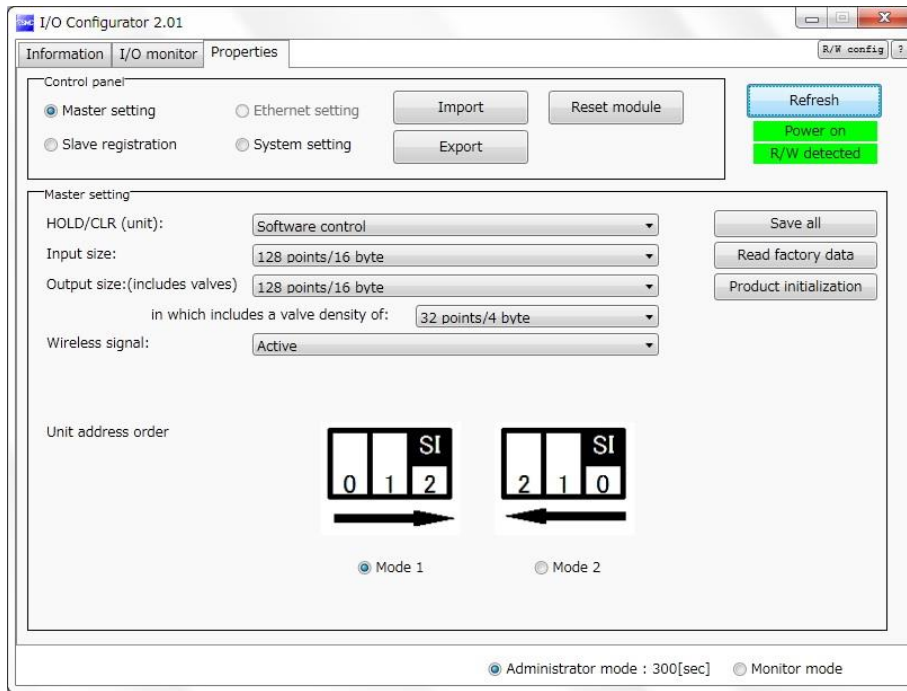 SMC I/O Configurator 2.01
Information I/O monitor Properties R/W config ?
Control panel
Master setting Ethernet setting Import Reset module Refresh
Slave registration System setting Export Power on
R/W detected
Master setting
HOLD/CLR (unit): Software control Save all
Input size: 128 points/16 byte Read factory data
Output size:(includes valves) 128 points/16 byte Product initialization
in which includes a valve density of: 32 points/4 byte
Wireless signal: Active
Unit address order
SI SI
0 1 2 2 1 0
Mode 1 Mode 2
Administrator mode : 300[sec] Monitor mode